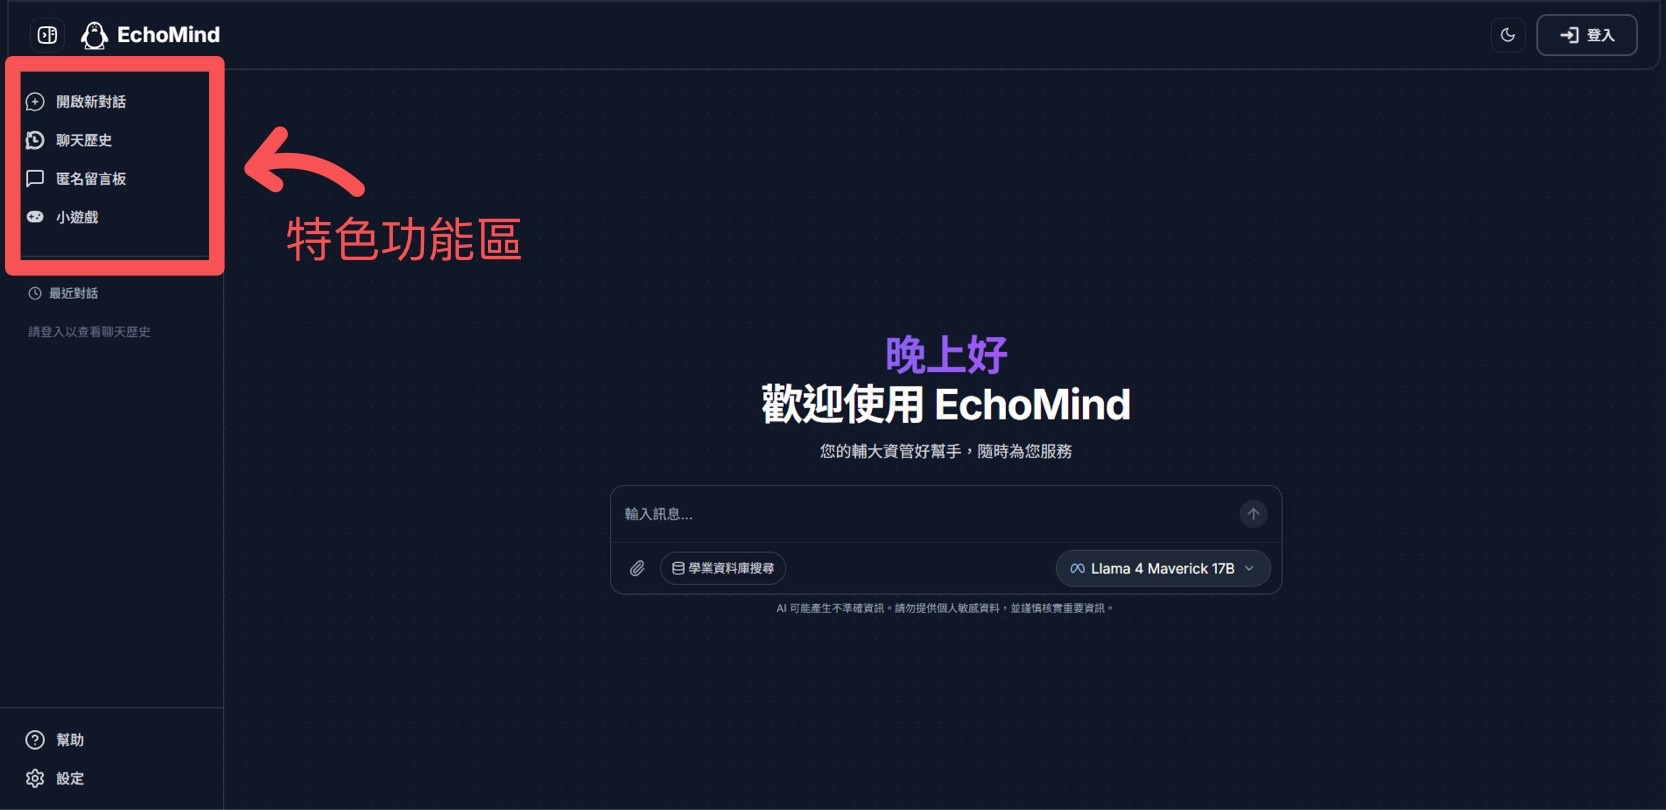 EchoMind
登入
開啟新對話
聊天歷史
匿名留言板
小遊戲
特色功能區
最近對話
請登入以查看聊天歷史
晚上好
歡迎使用 EchoMind
您的輔大資管好幫手，隨時為您服務
輸入訊息...
學業資料庫搜尋
Llama 4 Maverick 17B
AI 可能產生不準確資訊。請勿提供個人敏感資料，並謹慎核實重要資訊。
幫助
設定